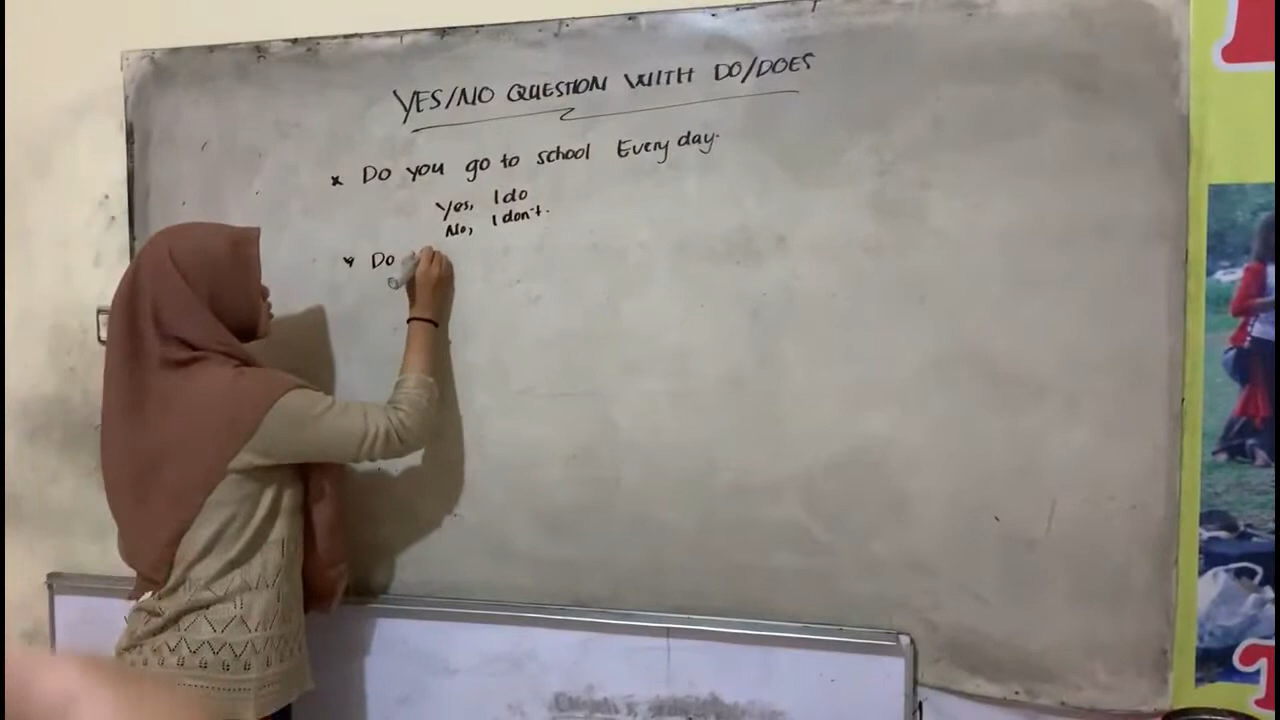 YES/NO QUESTION WITH DO/DOES
* Do you go to school Every day.
Yes, I do
No, I don't.
* Do